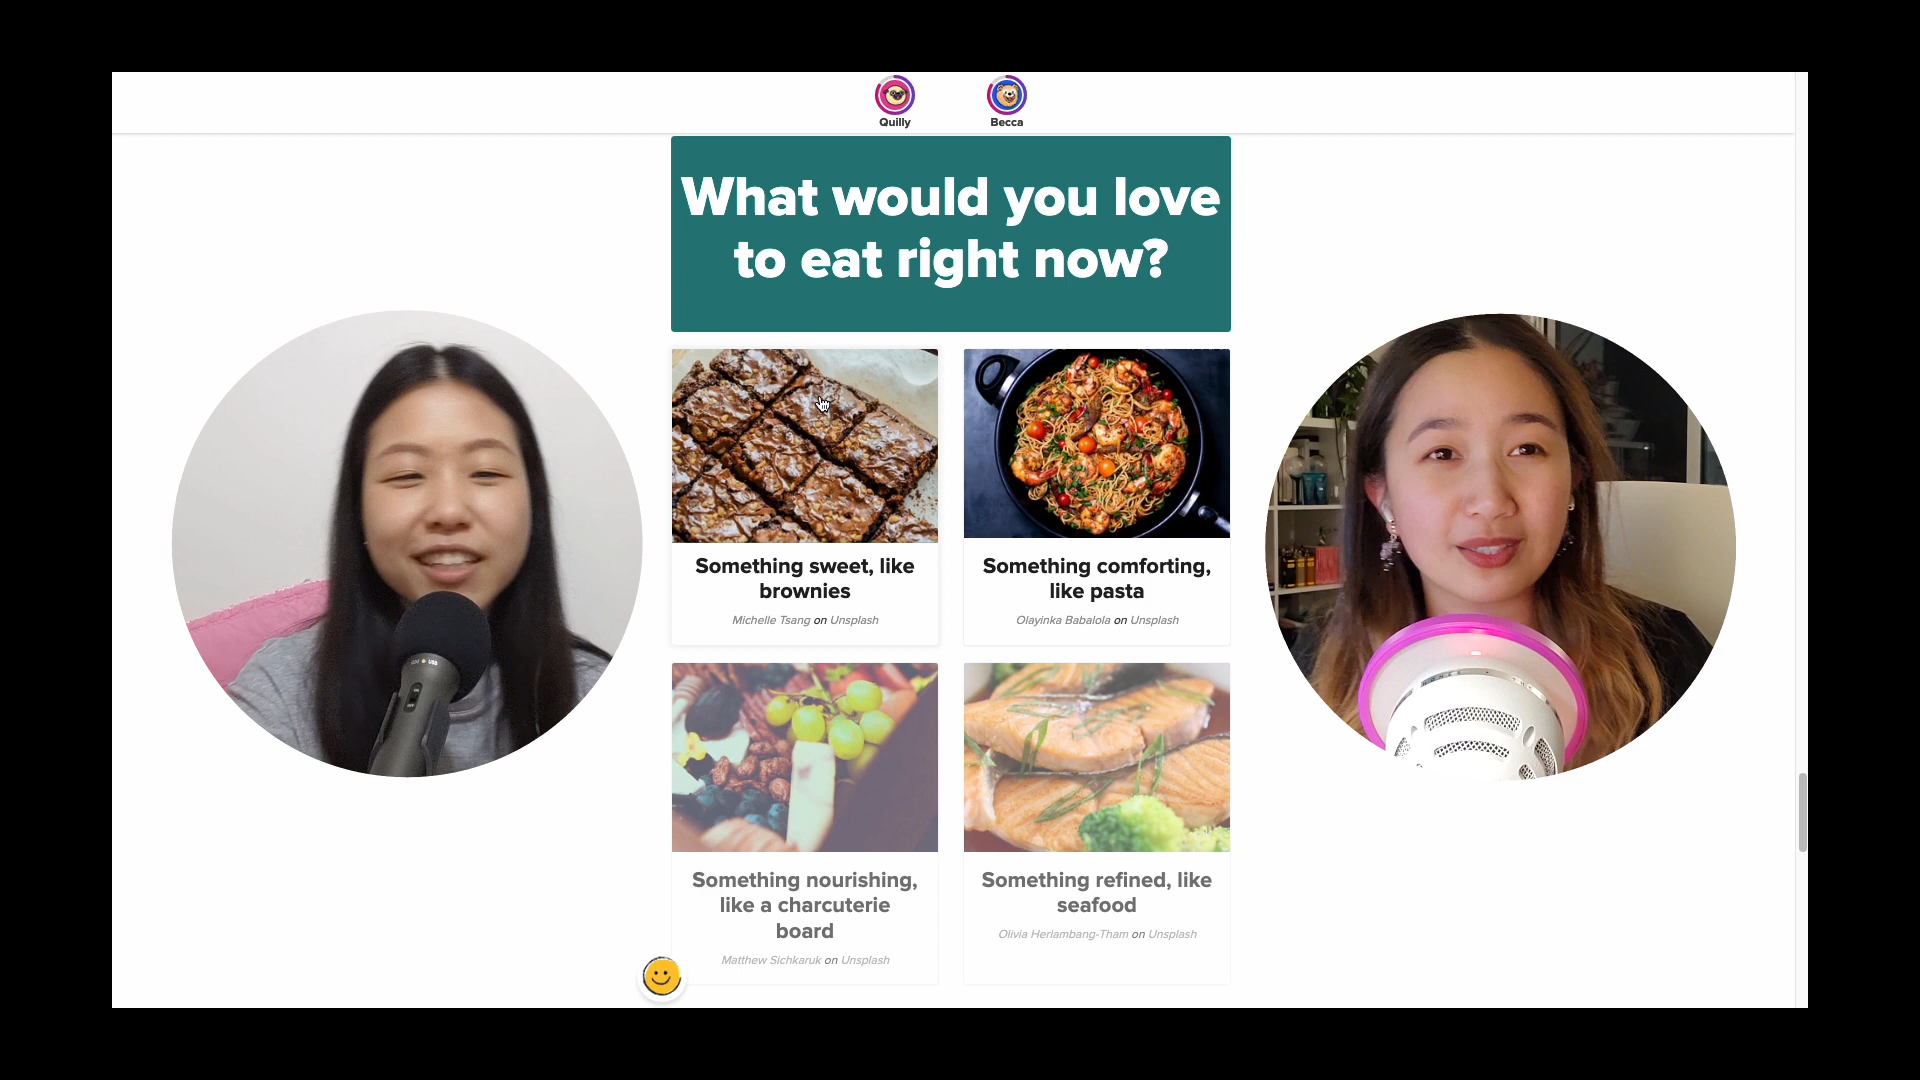 Quilly
Becca
What would you love
to eat right now?
Something sweet, like
brownies
Michelle Tsang on Unsplash
Something comforting,
like pasta
Olayinka Babalola on Unsplash
Something nourishing,
like a charcuterie
board
Matthew Sichkaruk on Unsplash
Something refined, like
seafood
Olivia Herlambang-Tham on Unsplash